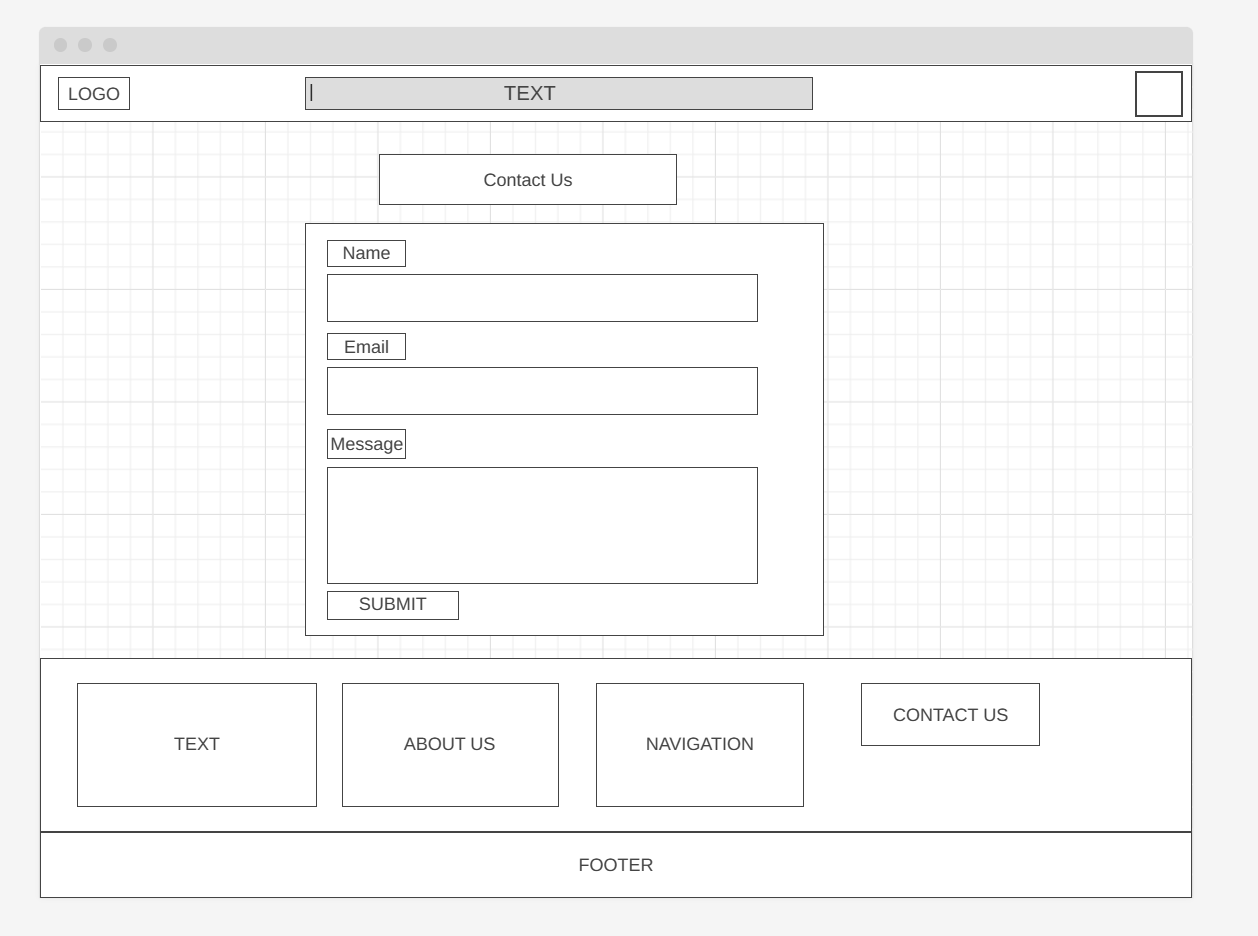 LOGO
TEXT
Contact Us
Name
Email
Message
SUBMIT
TEXT
ABOUT US
NAVIGATION
CONTACT US
FOOTER